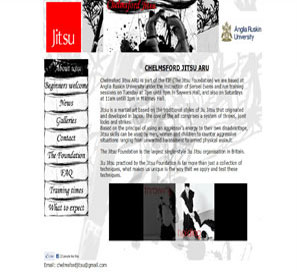 CHELMSFORD
Jitsu
Anglia Ruskin
University
About us
Beginners welcome
News
Galleries
Contact
The Foundation
FAQ
Training times
What to expect
CHELMSFORD JITSU ARU
Chelmsford Jitsu ARU is part of the TJF (The Jitsu Foundation) we are based at
Anglia Ruskin University under the instruction of Sensei Events and run training
sessions on Tuesday at 7pm until 9pm in Sawyers Hall, and also on Saturdays
at 11am until 1pm in Mildmay Hall.
Jitsu is a martial art based on the traditional styles of Jiu Jitsu that originated
and developed in Japan. The core of the art comprises a system of throws, joint
locks and strikes.
Based on the principal of using an aggressor's energy to their own disadvantage,
Jitsu skills can be used by men, women and children to counter aggressive
situations ranging from unwanted harassment to armed physical assault.
The Jitsu Foundation is the largest single-style Jiu Jitsu organisation in Britain.
Jiu Jitsu practiced by the Jitsu Foundation is far more than just a collection of
techniques, what makes us unique is the way that we apply and test these
techniques.
Email: chelmsfordjitsu@gmail.com